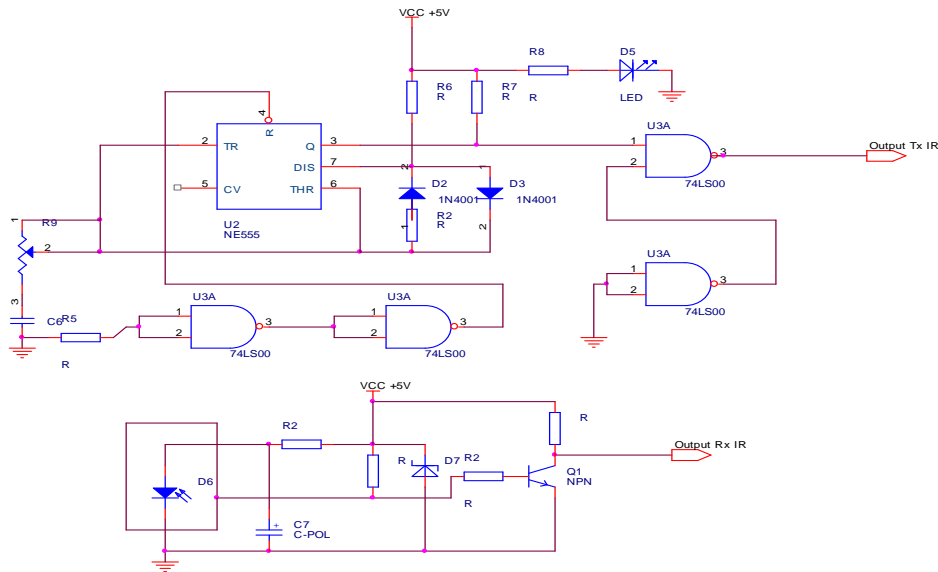 VCC +5V
R8
D5
R6
R
R7
R
R
LED
4
R
U3A
2
TR
Q
3
1
DIS
7
2
3
Output Tx IR
5
CV
THR
6
2
1
D2
D3
1N4001
1N4001
74LS00
U2
NE555
R2
R
1
2
1
R9
2
3
U3A
1
2
3
74LS00
C6
R5
R
U3A
1
2
3
74LS00
U3A
1
2
3
74LS00
VCC +5V
R2
R
R
D7
R2
R
Q1
NPN
Output Rx IR
D6
+
C7
C-POL